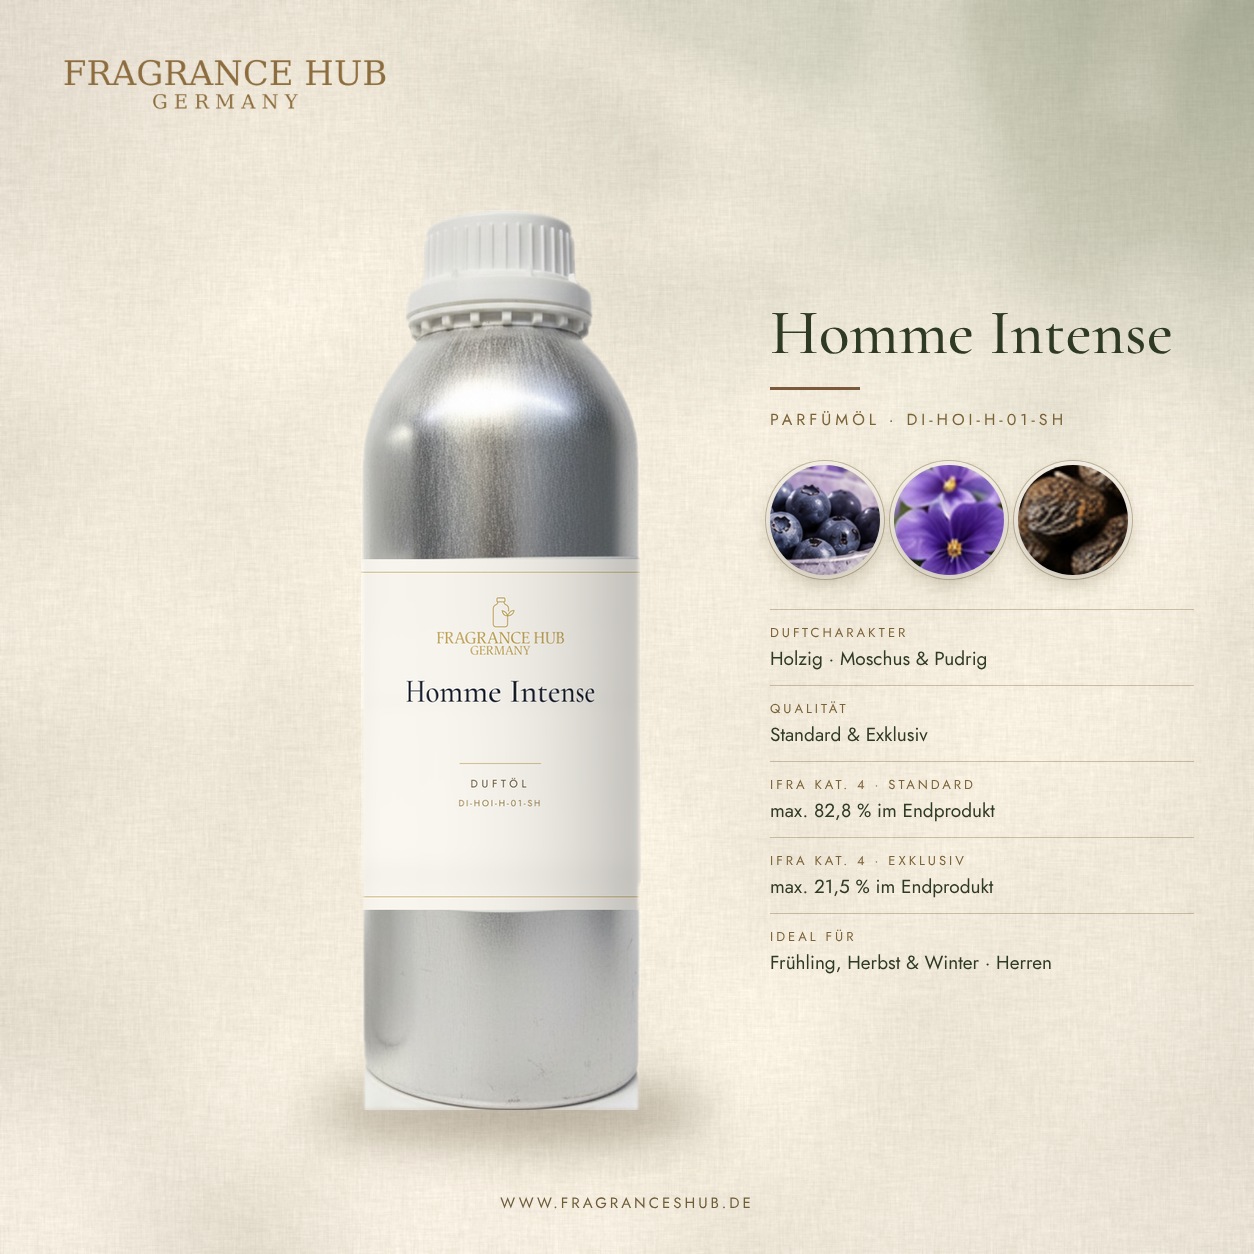 FRAGRANCE HUB
GERMANY
Homme Intense
PARFÜMÖL · DI-HOI-H-01-SH
DUFTCHARAKTER
Holzig · Moschus & Pudrig
QUALITÄT
Standard & Exklusiv
IFRA KAT. 4 · STANDARD
max. 82,8 % im Endprodukt
IFRA KAT. 4 · EXKLUSIV
max. 21,5 % im Endprodukt
IDEAL FÜR
Frühling, Herbst & Winter · Herren
FRAGRANCE HUB
GERMANY
Homme Intense
DUFTÖL
DI-HOI-H-01-SH
WWW.FRAGRANCESHUB.DE